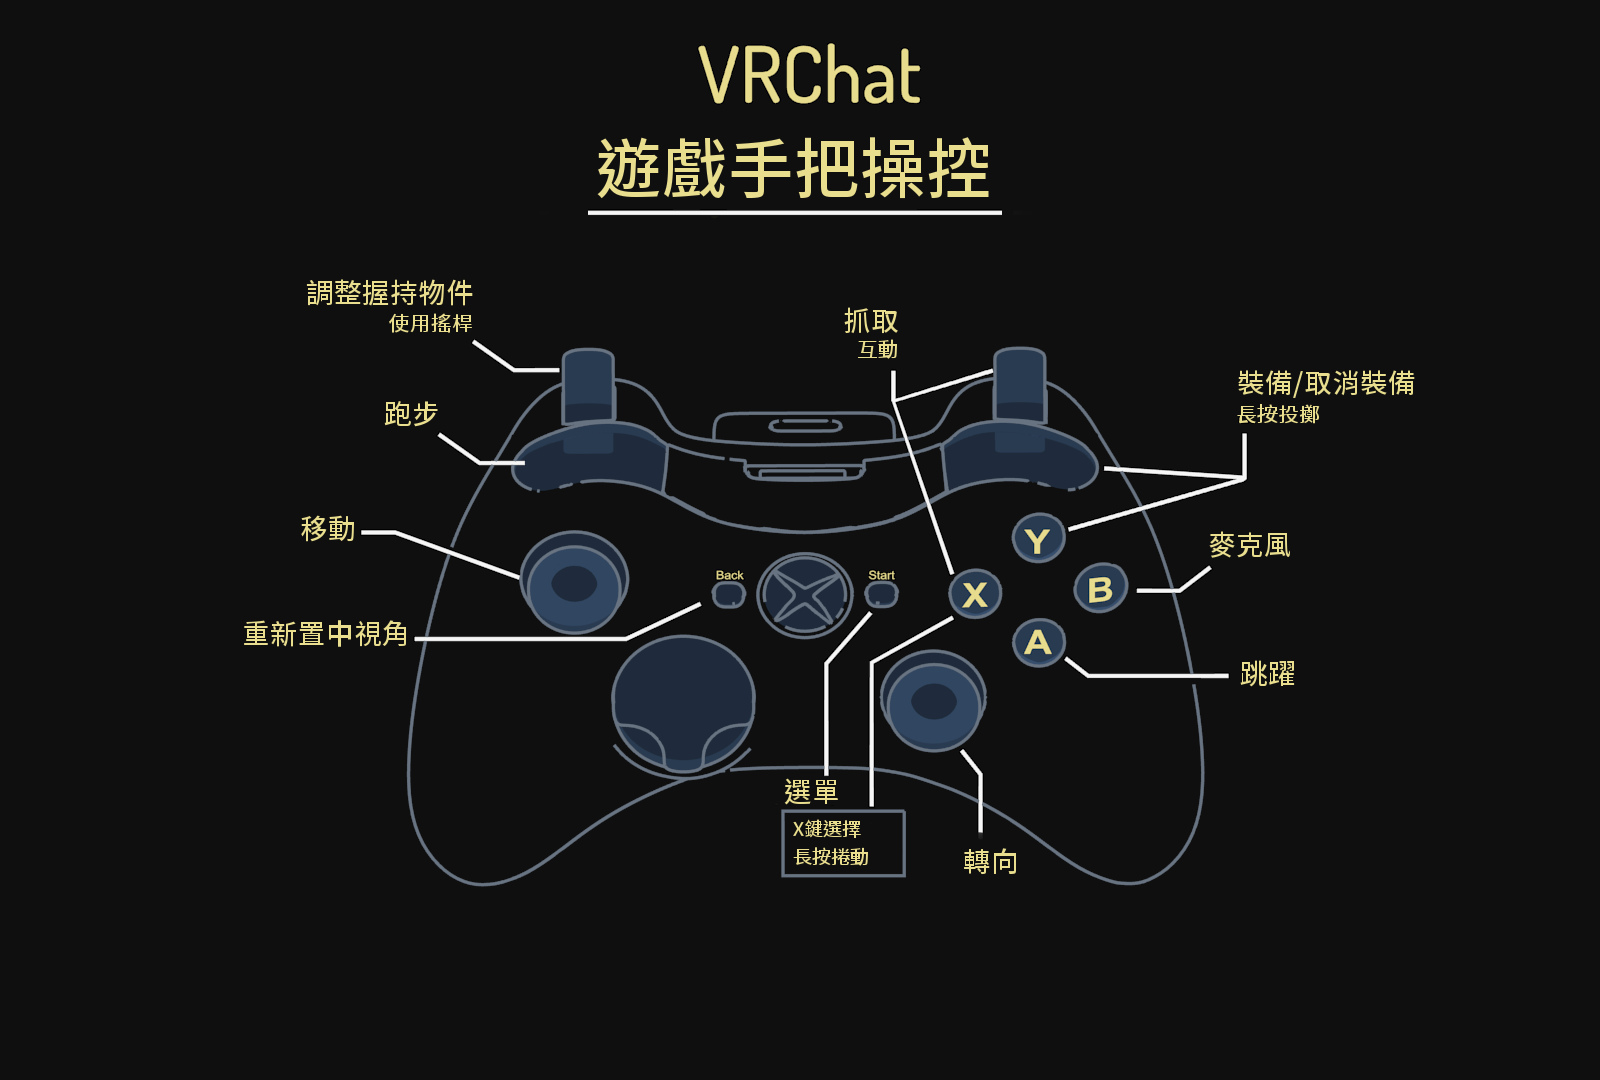 VRChat
遊戲手把操控
調整握持物件
使用搖桿
抓取
互動
裝備/取消裝備
長按投擲
跑步
移動
麥克風
重新置中視角
跳躍
Back
Start
Y
X
B
A
選單
X鍵選擇
長按捲動
轉向